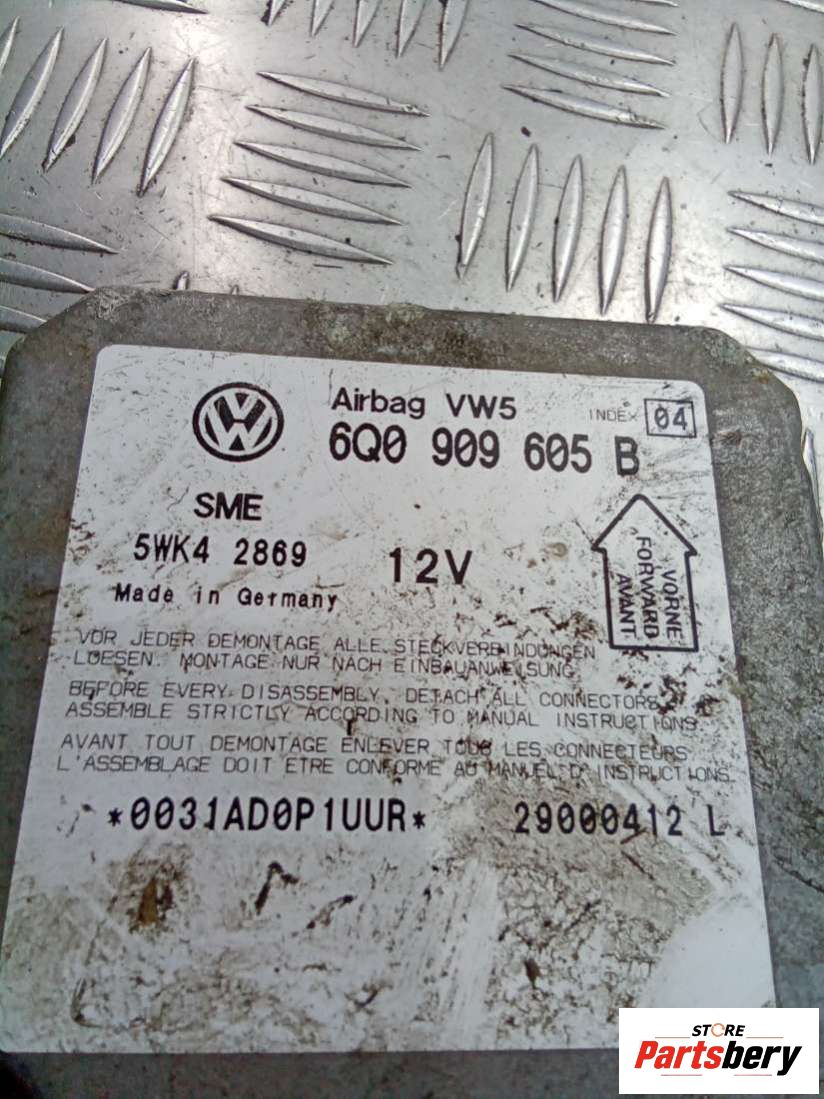 Airbag VW5
INDEX 04
6Q0 909 605 B
SME
5WK4 2869
12V
Made in Germany
VORNE
FORWARD
AVANT
VOR JEDER DEMONTAGE ALLE STECKVERBINDUNGEN
LOESEN. MONTAGE NUR NACH EINBAUANWEISUNG
BEFORE EVERY DISASSEMBLY, DETACH ALL CONNECTORS.
ASSEMBLE STRICTLY ACCORDING TO MANUAL INSTRUCTIONS.
AVANT TOUT DEMONTAGE ENLEVER TOUS LES CONNECTEURS
L'ASSEMBLAGE DOIT ETRE CONFORME AU MANUEL D'INSTRUCTIONS.
*0031AD0P1UUR*
29000412 L
STORE
Partsbery